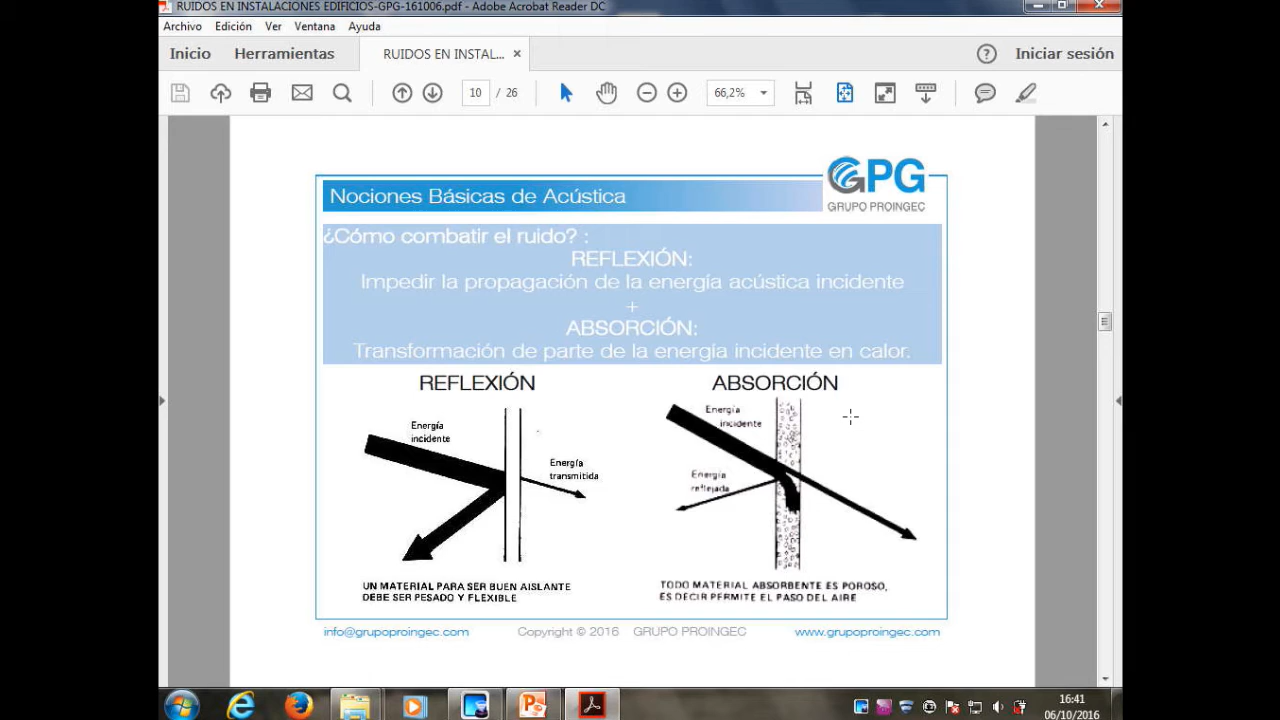 RUIDOS EN INSTALACIONES EDIFICIOS-GPG-161006.pdf - Adobe Acrobat Reader DC
Archivo Edición Ver Ventana Ayuda
Inicio Herramientas RUIDOS EN INSTAL... × Iniciar sesión
10 / 26 66,2%
GPG
GRUPO PROINGEC
Nociones Básicas de Acústica
¿Cómo combatir el ruido? :
REFLEXIÓN:
Impedir la propagación de la energía acústica incidente
+
ABSORCIÓN:
Transformación de parte de la energía incidente en calor.
REFLEXIÓN
Energía
incidente
Energía
transmitida
UN MATERIAL PARA SER BUEN AISLANTE
DEBE SER PESADO Y FLEXIBLE
ABSORCIÓN
Energía
incidente
Energía
reflejada
TODO MATERIAL ABSORBENTE ES POROSO,
ES DECIR PERMITE EL PASO DEL AIRE
info@grupoproingec.com Copyright © 2016 GRUPO PROINGEC www.grupoproingec.com
16:41
06/10/2016